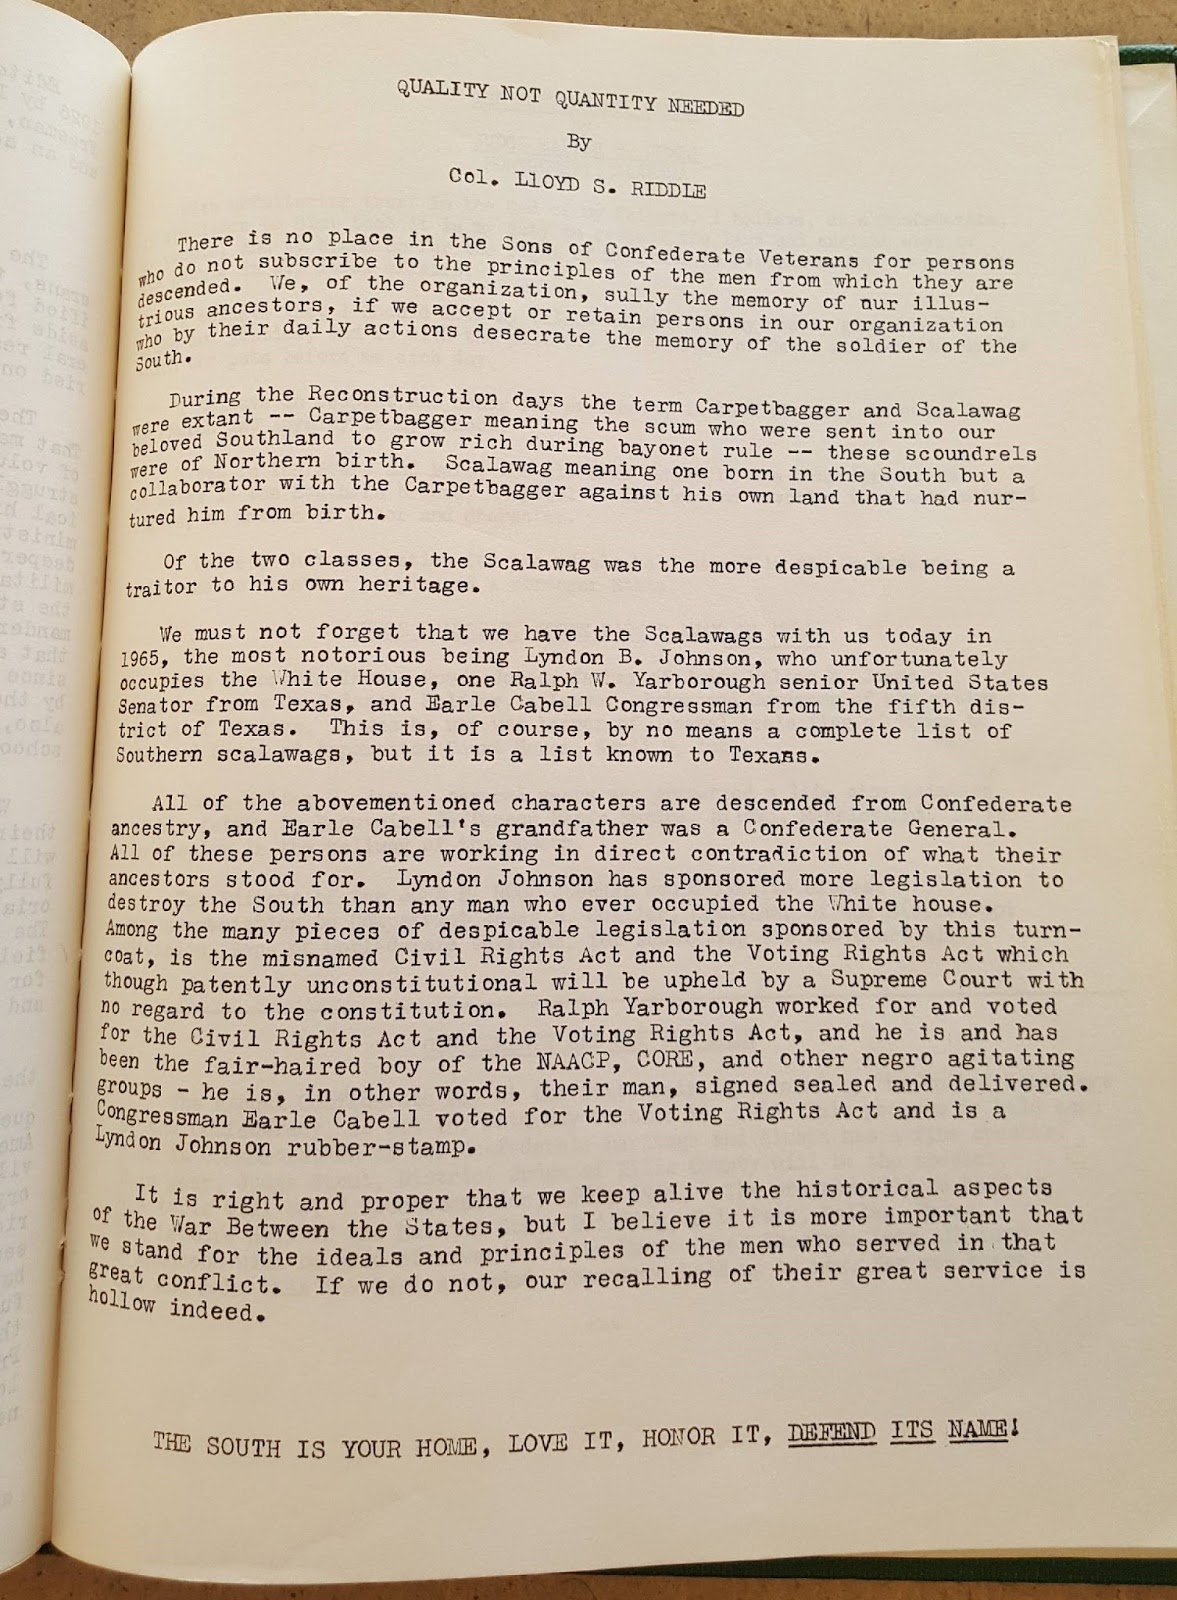 QUALITY NOT QUANTITY NEEDED
By
Col. LlOYD S. RIDDLE
There is no place in the Sons of Confederate Veterans for persons
who do not subscribe to the principles of the men from which they are
descended. We, of the organization, sully the memory of our illus-
trious ancestors, if we accept or retain persons in our organization
who by their daily actions desecrate the memory of the soldier of the
South.
During the Reconstruction days the term Carpetbagger and Scalawag
were extant -- Carpetbagger meaning the scum who were sent into our
beloved Southland to grow rich during bayonet rule -- these scoundrels
were of Northern birth. Scalawag meaning one born in the South but a
collaborator with the Carpetbagger against his own land that had nur-
tured him from birth.
Of the two classes, the Scalawag was the more despicable being a
traitor to his own heritage.
We must not forget that we have the Scalawags with us today in
1965, the most notorious being Lyndon B. Johnson, who unfortunately
occupies the White House, one Ralph W. Yarborough senior United States
Senator from Texas, and Earle Cabell Congressman from the fifth dis-
trict of Texas. This is, of course, by no means a complete list of
Southern scalawags, but it is a list known to Texans.
All of the abovementioned characters are descended from Confederate
ancestry, and Earle Cabell's grandfather was a Confederate General.
All of these persons are working in direct contradiction of what their
ancestors stood for. Lyndon Johnson has sponsored more legislation to
destroy the South than any man who ever occupied the White house.
Among the many pieces of despicable legislation sponsored by this turn-
coat, is the misnamed Civil Rights Act and the Voting Rights Act which
though patently unconstitutional will be upheld by a Supreme Court with
no regard to the constitution. Ralph Yarborough worked for and voted
for the Civil Rights Act and the Voting Rights Act, and he is and has
been the fair-haired boy of the NAACP, CORE, and other negro agitating
groups - he is, in other words, their man, signed sealed and delivered.
Congressman Earle Cabell voted for the Voting Rights Act and is a
Lyndon Johnson rubber-stamp.
It is right and proper that we keep alive the historical aspects
of the War Between the States, but I believe it is more important that
we stand for the ideals and principles of the men who served in that
great conflict. If we do not, our recalling of their great service is
hollow indeed.
THE SOUTH IS YOUR HOME, LOVE IT, HONOR IT, DEFEND ITS NAME!